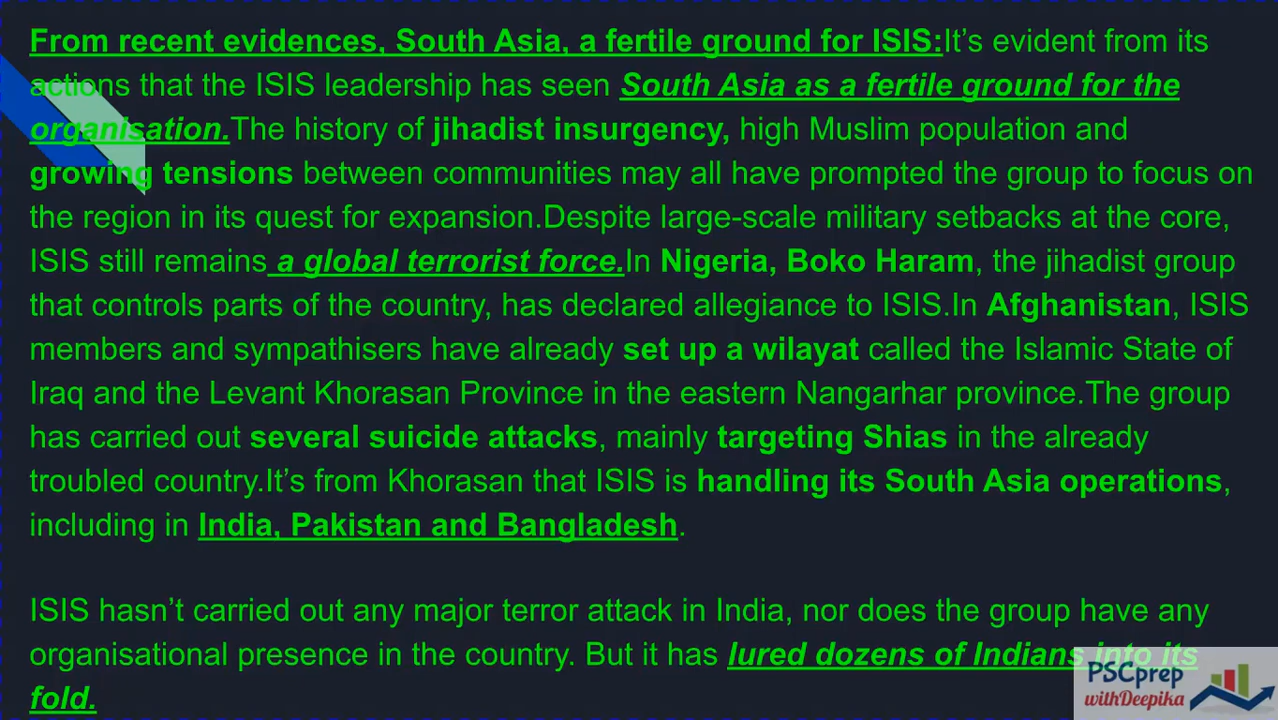 From recent evidences, South Asia, a fertile ground for ISIS:It’s evident from its
actions that the ISIS leadership has seen South Asia as a fertile ground for the
organisation.The history of jihadist insurgency, high Muslim population and
growing tensions between communities may all have prompted the group to focus on
the region in its quest for expansion.Despite large-scale military setbacks at the core,
ISIS still remains a global terrorist force.In Nigeria, Boko Haram, the jihadist group
that controls parts of the country, has declared allegiance to ISIS.In Afghanistan, ISIS
members and sympathisers have already set up a wilayat called the Islamic State of
Iraq and the Levant Khorasan Province in the eastern Nangarhar province.The group
has carried out several suicide attacks, mainly targeting Shias in the already
troubled country.It’s from Khorasan that ISIS is handling its South Asia operations,
including in India, Pakistan and Bangladesh.
ISIS hasn’t carried out any major terror attack in India, nor does the group have any
organisational presence in the country. But it has lured dozens of Indians into its
fold.
PSCprep
withDeepika